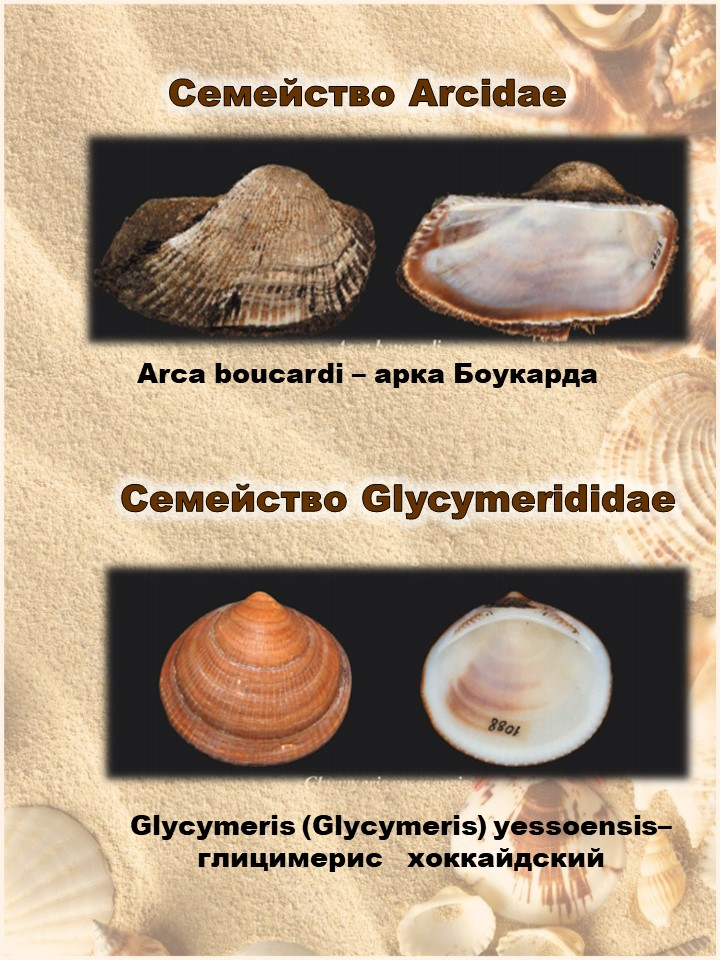 Семейство Arcidae
Arca boucardi – арка Боукарда
Семейство Glycymerididae
1088
Glycymeris (Glycymeris) yessoensis–
глицимерис хоккайдский